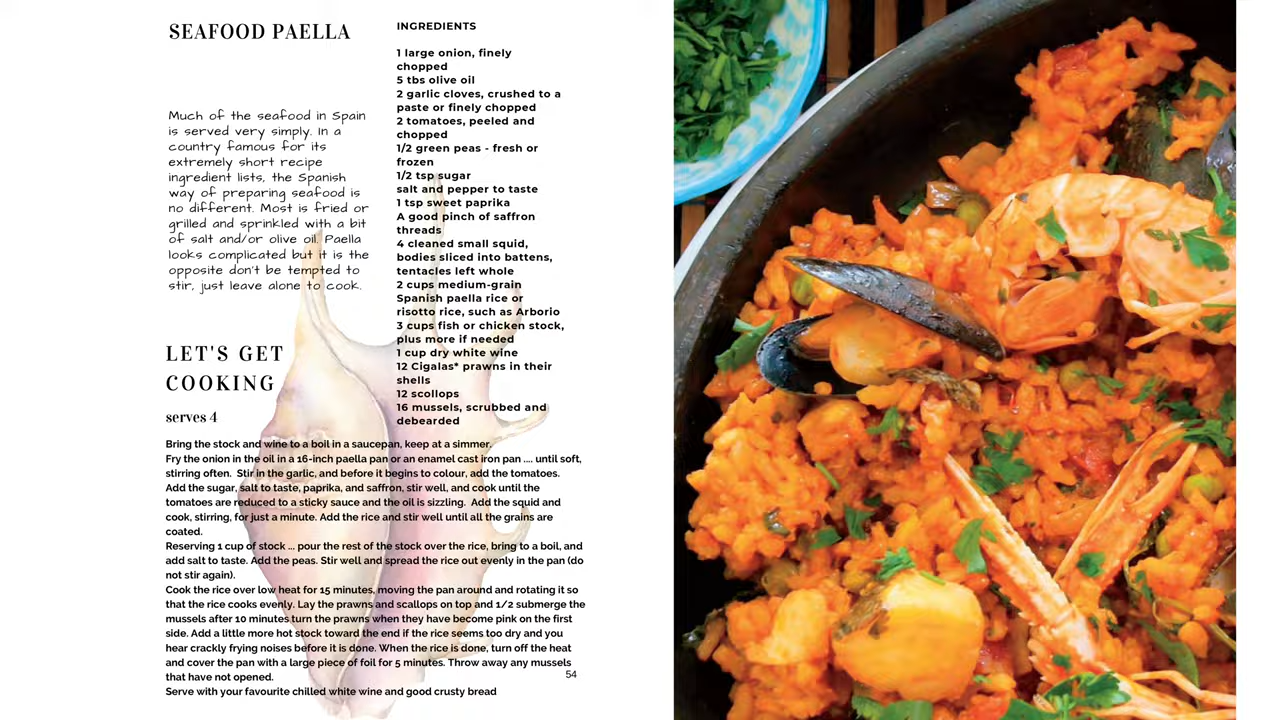 SEAFOOD PAELLA
Much of the seafood in Spain
is served very simply. In a
country famous for its
extremely short recipe
ingredient lists, the Spanish
way of preparing seafood is
no different. Most is fried or
grilled and sprinkled with a bit
of salt and/or olive oil. Paella
looks complicated but it is the
opposite don't be tempted to
stir, just leave alone to cook.
INGREDIENTS
1 large onion, finely
chopped
5 tbs olive oil
2 garlic cloves, crushed to a
paste or finely chopped
2 tomatoes, peeled and
chopped
1/2 green peas - fresh or
frozen
1/2 tsp sugar
salt and pepper to taste
1 tsp sweet paprika
A good pinch of saffron
threads
4 cleaned small squid,
bodies sliced into battens,
tentacles left whole
2 cups medium-grain
Spanish paella rice or
risotto rice, such as Arborio
3 cups fish or chicken stock,
plus more if needed
1 cup dry white wine
12 Cigalas* prawns in their
shells
12 scollops
16 mussels, scrubbed and
debearded
LET'S GET
COOKING
serves 4
Bring the stock and wine to a boil in a saucepan, keep at a simmer.
Fry the onion in the oil in a 16-inch paella pan or an enamel cast iron pan .... until soft,
stirring often. Stir in the garlic, and before it begins to colour, add the tomatoes.
Add the sugar, salt to taste, paprika, and saffron, stir well, and cook until the
tomatoes are reduced to a sticky sauce and the oil is sizzling. Add the squid and
cook, stirring, for just a minute. Add the rice and stir well until all the grains are
coated.
Reserving 1 cup of stock ... pour the rest of the stock over the rice, bring to a boil, and
add salt to taste. Add the peas. Stir well and spread the rice out evenly in the pan (do
not stir again).
Cook the rice over low heat for 15 minutes, moving the pan around and rotating it so
that the rice cooks evenly. Lay the prawns and scallops on top and 1/2 submerge the
mussels after 10 minutes turn the prawns when they have become pink on the first
side. Add a little more hot stock toward the end if the rice seems too dry and you
hear crackly frying noises before it is done. When the rice is done, turn off the heat
and cover the pan with a large piece of foil for 5 minutes. Throw away any mussels
that have not opened.
Serve with your favourite chilled white wine and good crusty bread
54